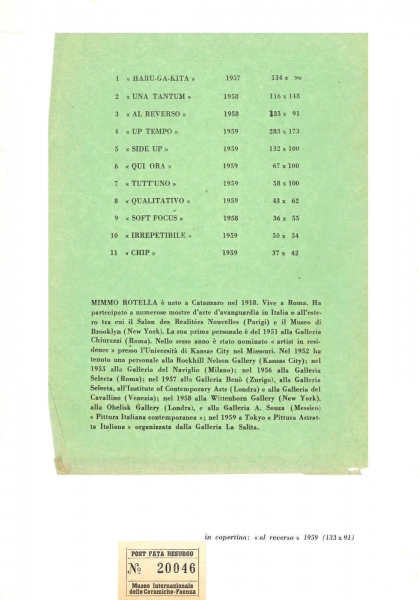 1 « HARU-GA-KITA » 1957 134 x 96
2 « UNA TANTUM » 1958 116 x 148
3 « AL REVERSO » 1958 133 x 91
4 « UP TEMPO » 1959 283 x 173
5 « SIDE UP » 1959 132 x 100
6 « QUI ORA » 1959 67 x 100
7 « TUTT'UNO » 1959 58 x 100
8 « QUALITATIVO » 1959 43 x 62
9 « SOFT FOCUS » 1958 36 x 55
10 « IRREPETIBILE » 1959 50 x 54
11 « CHIP » 1959 37 x 42
MIMMO ROTELLA è nato a Catanzaro nel 1918. Vive a Roma. Ha
partecipato a numerose mostre d'arte d'avanguardia in Italia e all'este-
ro tra cui il Salon des Realitées Nouvelles (Parigi) e il Museo di
Brooklyn (New York). La sua prima personale è del 1951 alla Galleria
Chiurazzi (Roma). Nello sesso anno è stato nominato « artist in resi-
dence » presso l'Università di Kansas City nel Missouri. Nel 1952 ha
tenuto una personale alla Rockhill Nelson Gallery (Kansas City); nel
1955 alla Galleria del Naviglio (Milano); nel 1956 alla Galleria
Selecta (Roma); nel 1957 alla Galleria Benò (Zurigo), alla Galleria
Selecta, all'Institute of Contemporary Arts (Londra) e alla Galleria del
Cavallino (Venezia); nel 1958 alla Wittenborn Gallery (New York),
alla Obelisk Gallery (Londra), e alla Galleria A. Souza (Messico)
« Pittura Italiana contemporanea »; nel 1959 a Tokyo « Pittura Astrat-
ta Italiana » organizzata dalla Galleria La Salita.
in copertina: « al reverso » 1959 (133 x 91)
POST FATA RESURGO
No 20046
Museo Internazionale
delle Ceramiche-Faenza